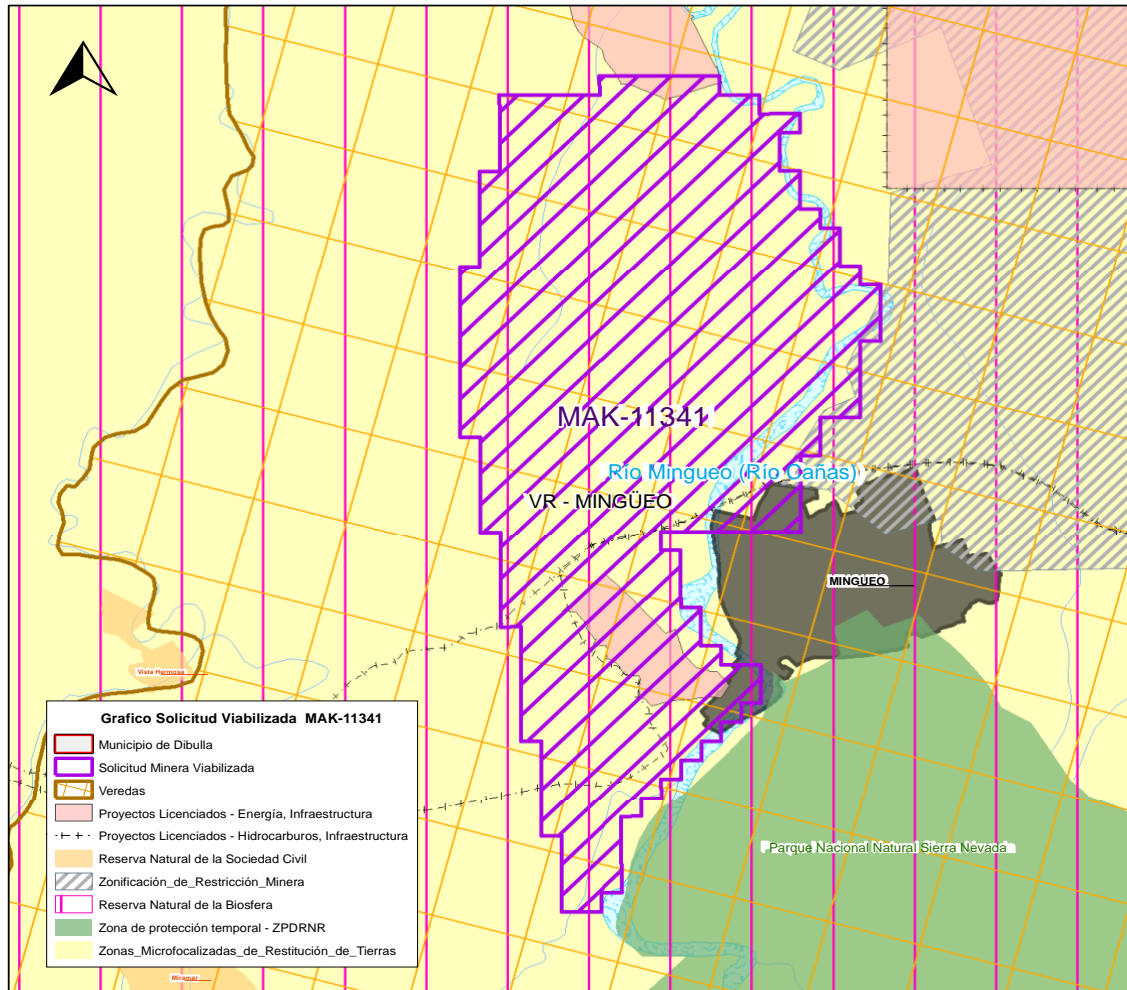 MAK-11341
Río Mingueo (Río Cañas)
VR - MINGÜEO
MINGUEO
Vista Hermosa
Grafico Solicitud Viabilizada MAK-11341
Municipio de Dibulla
Solicitud Minera Viabilizada
Veredas
Proyectos Licenciados - Energía, Infraestructura
Proyectos Licenciados - Hidrocarburos, Infraestructura
Reserva Natural de la Sociedad Civil
Zonificación_de_Restricción_Minera
Reserva Natural de la Biosfera
Zona de protección temporal - ZPDRNR
Zonas_Microfocalizadas_de_Restitución_de_Tierras
Parque Nacional Natural Sierra Nevada
Miramar